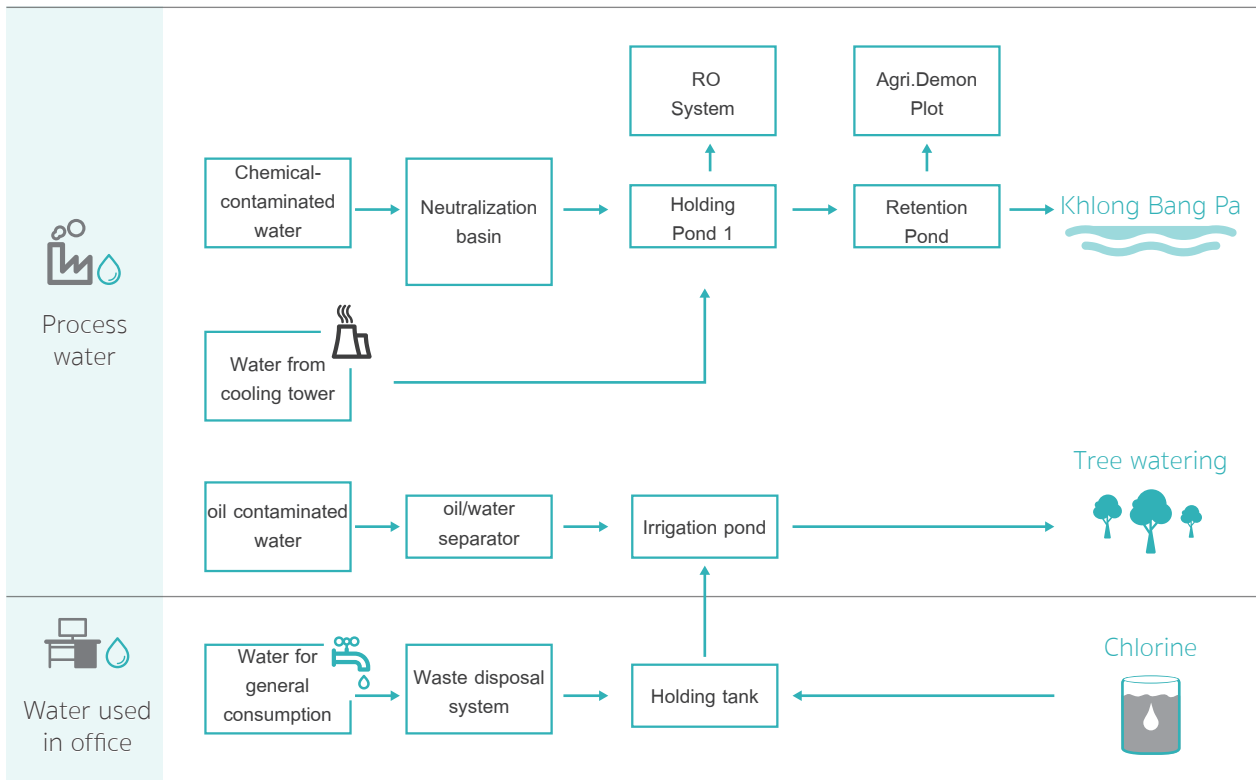 RO
System
Agri.Demon
Plot
Chemical-
contaminated
water
Neutralization
basin
Holding
Pond 1
Retention
Pond
Khlong Bang Pa
Process
water
Water from
cooling tower
Tree watering
oil contaminated
water
oil/water
separator
Irrigation pond
Water used
in office
Water for
general
consumption
Waste disposal
system
Holding tank
Chlorine